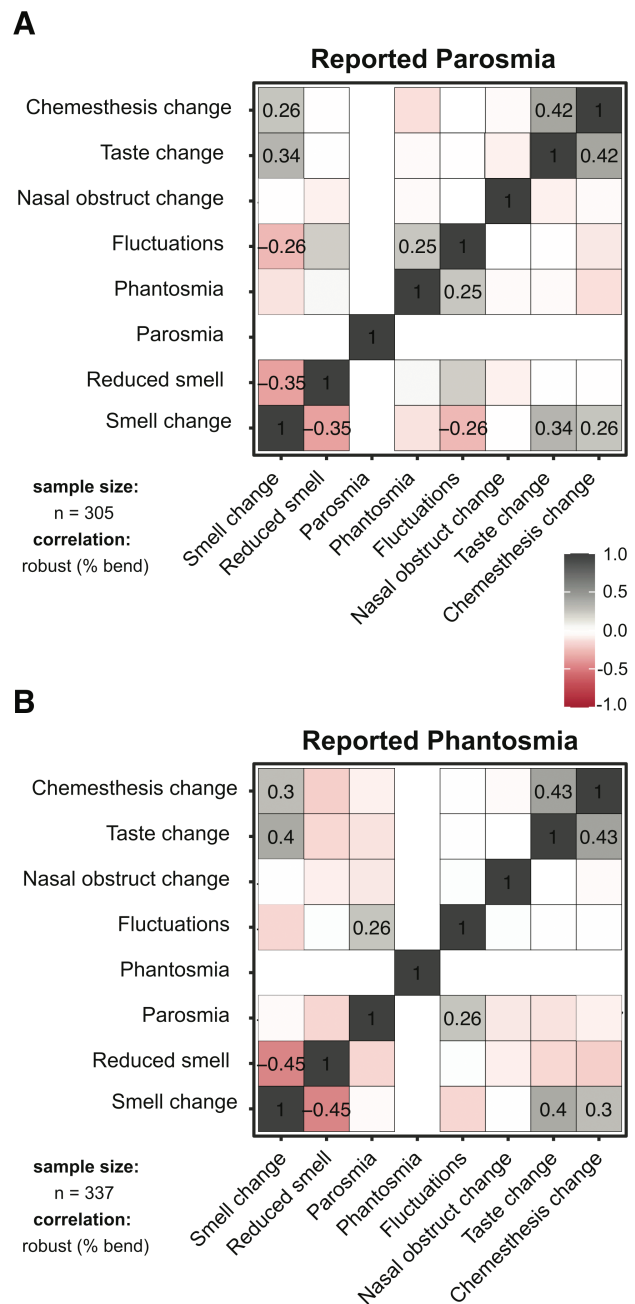 A
Reported Parosmia
Chemesthesis change 0.26 0.42 1
Taste change 0.34 1 0.42
Nasal obstruct change 1
Fluctuations −0.26 0.25 1
Phantosmia 1 0.25
Parosmia 1
Reduced smell −0.35 1
Smell change 1 −0.35 −0.26 0.34 0.26
Smell change
Reduced smell
Parosmia
Phantosmia
Fluctuations
Nasal obstruct change
Taste change
Chemesthesis change
sample size:
n = 305
correlation:
robust (% bend)
1.0
0.5
0.0
-0.5
-1.0
B
Reported Phantosmia
Chemesthesis change 0.3 0.43 1
Taste change 0.4 1 0.43
Nasal obstruct change 1
Fluctuations 0.26 1
Phantosmia 1
Parosmia 1 0.26
Reduced smell −0.45 1
Smell change 1 −0.45 0.4 0.3
Smell change
Reduced smell
Parosmia
Phantosmia
Fluctuations
Nasal obstruct change
Taste change
Chemesthesis change
sample size:
n = 337
correlation:
robust (% bend)